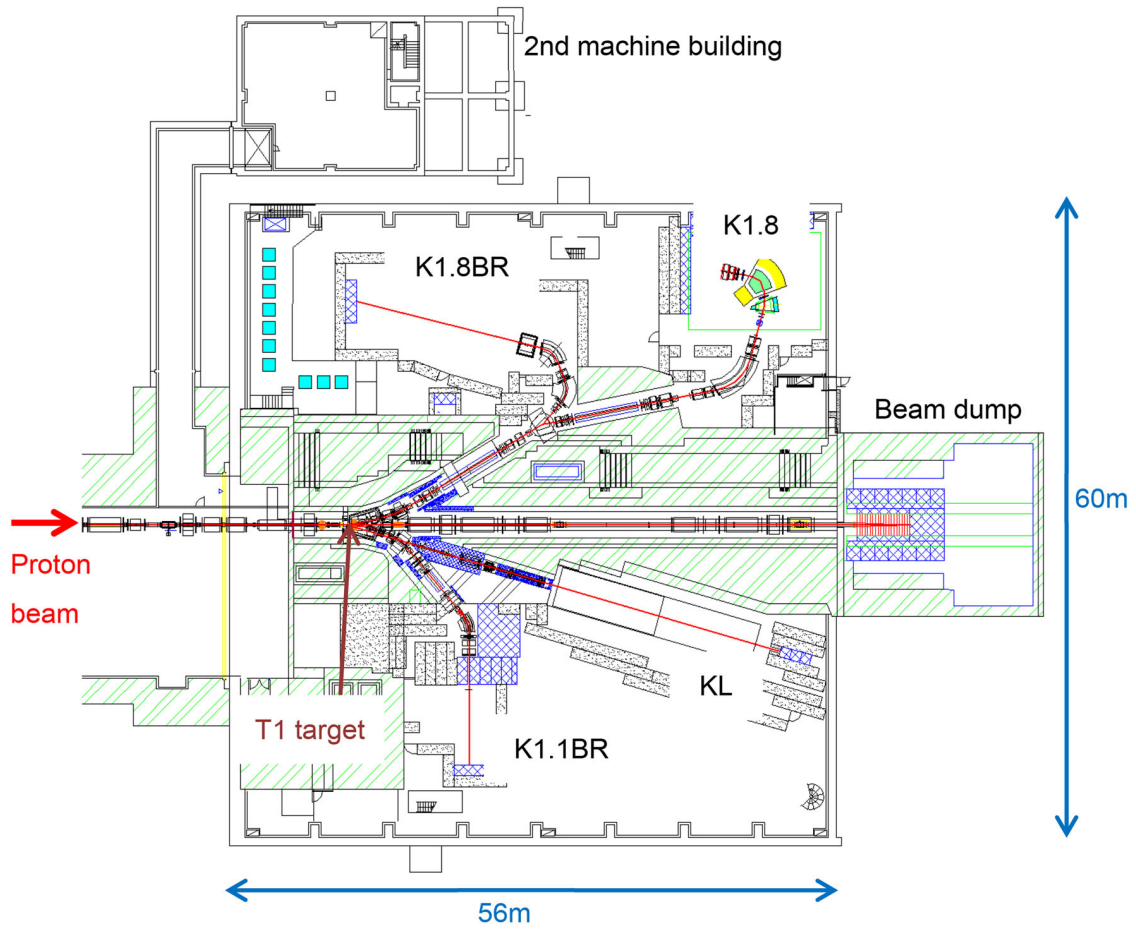 2nd machine building
K1.8
K1.8BR
Beam dump
60m
Proton
beam
KL
T1 target
K1.1BR
56m